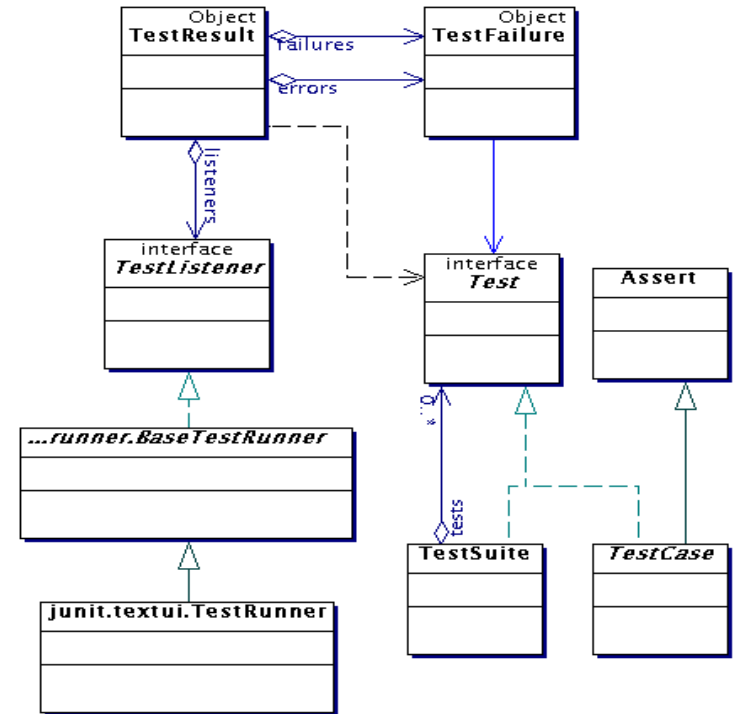 Object
TestResult
Object
TestFailure
failures
errors
listeners
interface
TestListener
interface
Test
Assert
0..*
...runner.BaseTestRunner
tests
TestSuite
TestCase
junit.textui.TestRunner